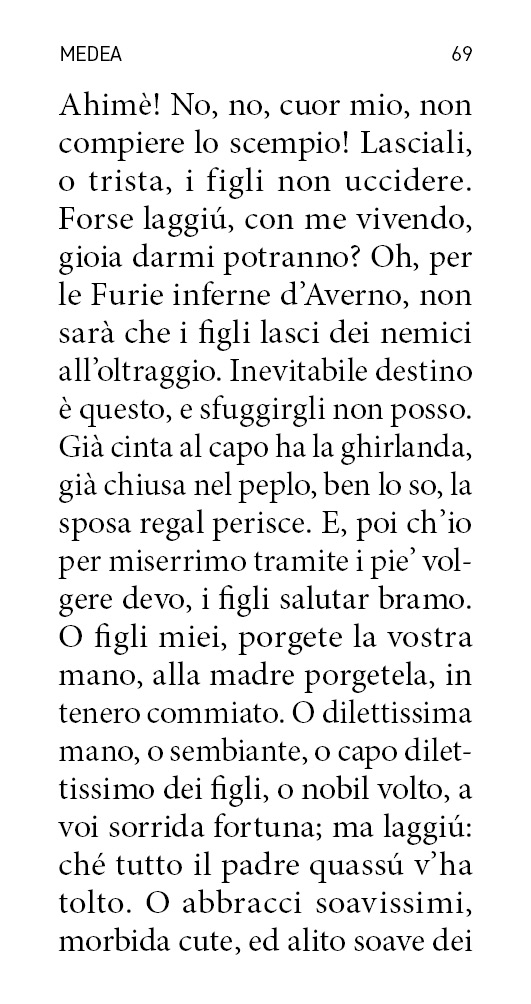 MEDEA 69
Ahimè! No, no, cuor mio, non
compiere lo scempio! Lasciali,
o trista, i figli non uccidere.
Forse laggiú, con me vivendo,
gioia darmi potranno? Oh, per
le Furie inferne d’Averno, non
sarà che i figli lasci dei nemici
all’oltraggio. Inevitabile destino
è questo, e sfuggirgli non posso.
Già cinta al capo ha la ghirlanda,
già chiusa nel peplo, ben lo so, la
sposa regal perisce. E, poi ch’io
per miserrimo tramite i pie’ vol-
gere devo, i figli salutar bramo.
O figli miei, porgete la vostra
mano, alla madre porgetela, in
tenero commiato. O dilettissima
mano, o sembiante, o capo dilet-
tissimo dei figli, o nobil volto, a
voi sorrida fortuna; ma laggiú:
ché tutto il padre quassú v’ha
tolto. O abbracci soavissimi,
morbida cute, ed alito soave dei